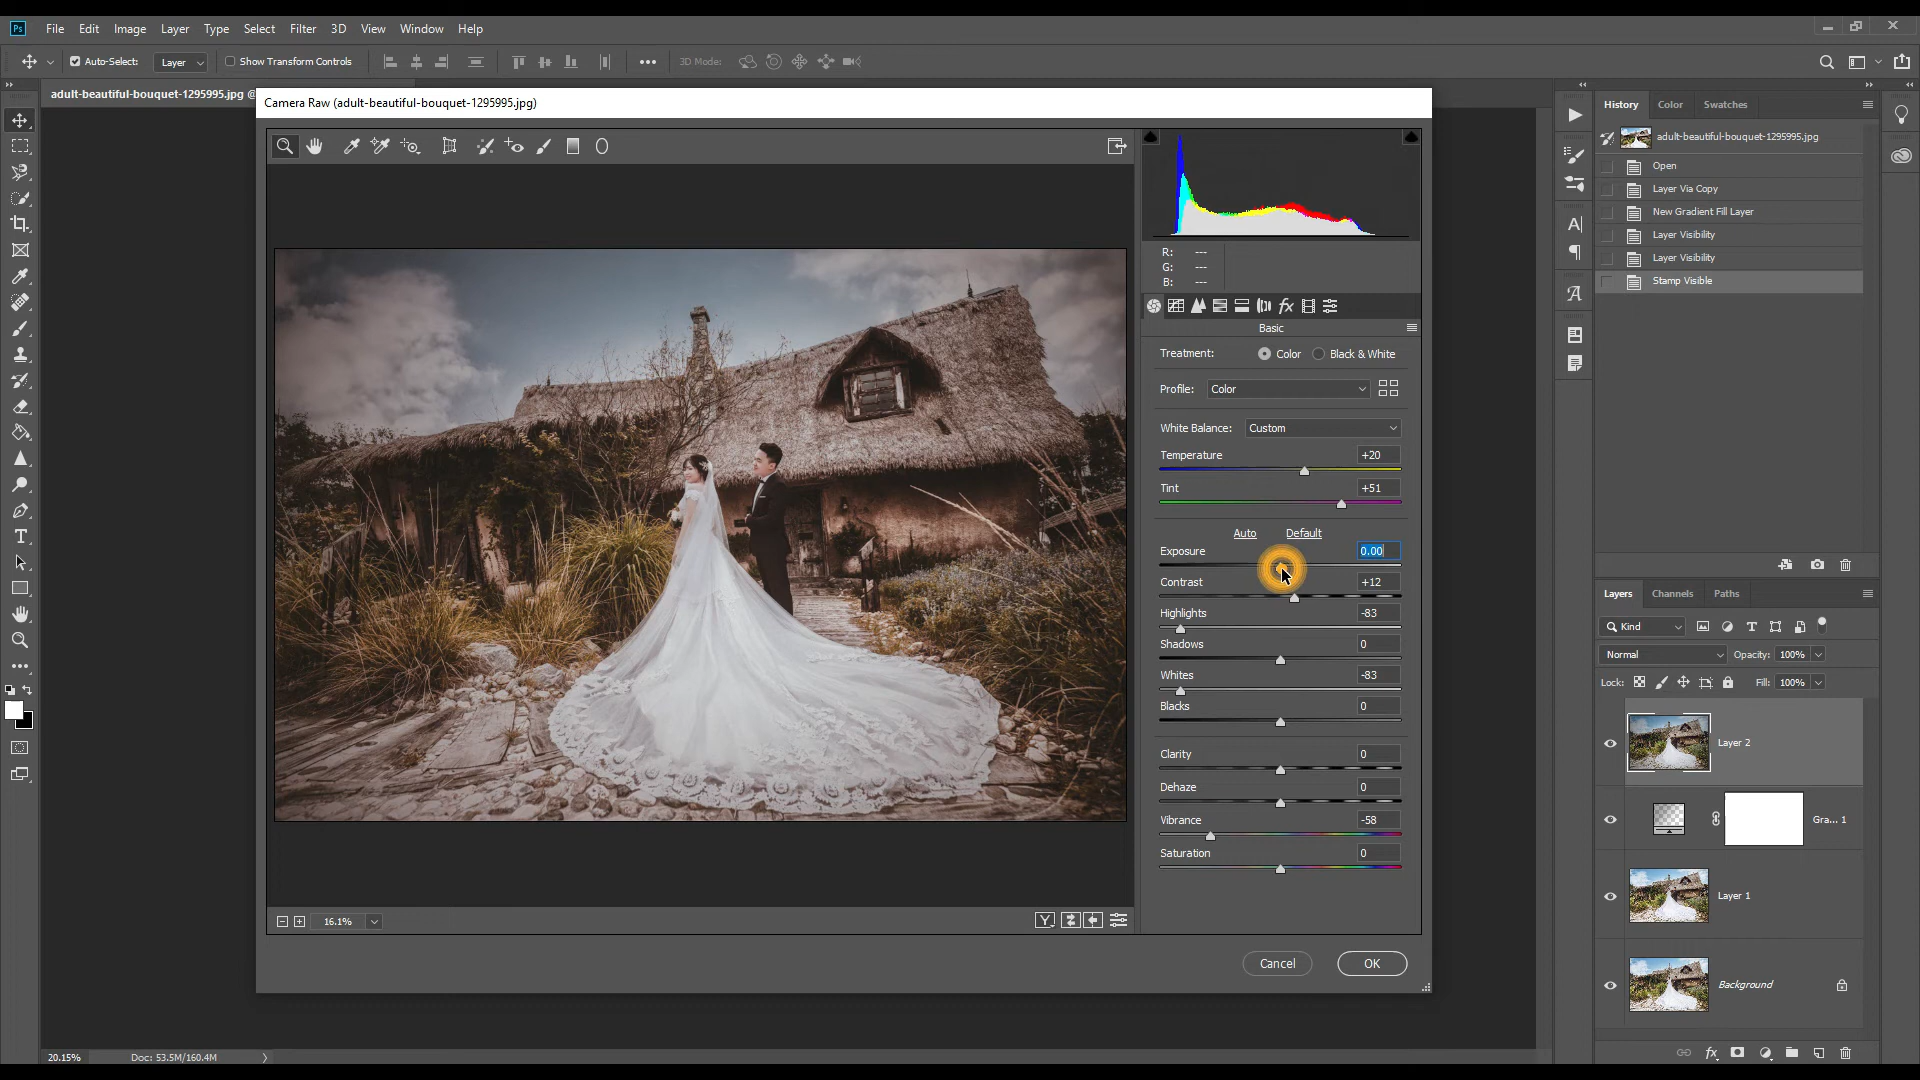 Ps File Edit Image Layer Type Select Filter 3D View Window Help
Auto-Select: Layer Show Transform Controls 3D Mode:
adult-beautiful-bouquet-1295995.jpg @
Camera Raw (adult-beautiful-bouquet-1295995.jpg)
R: ---
G: ---
B: ---
fx
Basic
Treatment: Color Black & White
Profile: Color
White Balance: Custom
Temperature +20
Tint +51
Auto Default
Exposure 0.00
Contrast +12
Highlights -83
Shadows 0
Whites -83
Blacks 0
Clarity 0
Dehaze 0
Vibrance -58
Saturation 0
16.1%
Y
Cancel OK
History Color Swatches
adult-beautiful-bouquet-1295995.jpg
Open
Layer Via Copy
New Gradient Fill Layer
Layer Visibility
Layer Visibility
Stamp Visible
Layers Channels Paths
Kind
Normal Opacity: 100%
Lock: Fill: 100%
Layer 2
Gra... 1
Layer 1
Background
fx
20.15% Doc: 53.5M/160.4M